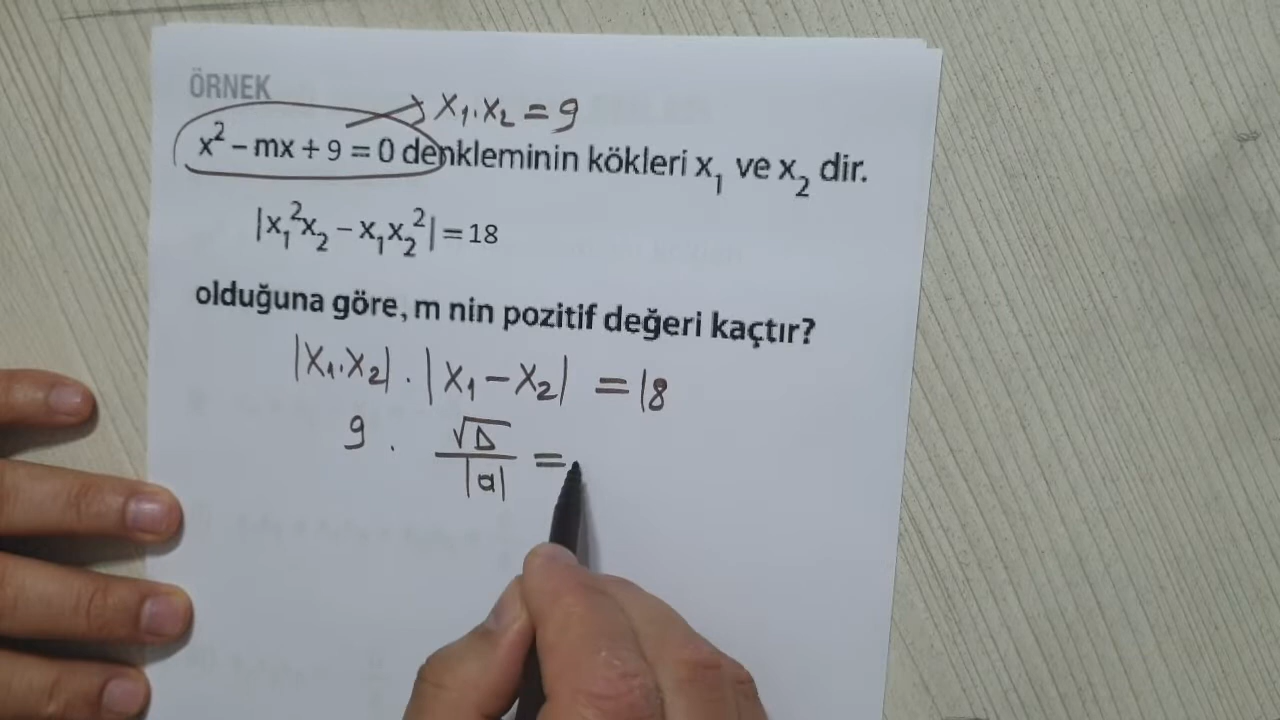 ÖRNEK
x₁.x₂ = 9
x² – mx + 9 = 0 denkleminin kökleri x₁ ve x₂ dir.
|x₁²x₂ – x₁x₂²| = 18
olduğuna göre, m nin pozitif değeri kaçtır?
|x₁.x₂| . |x₁ – x₂| = 18
9 . √Δ / |a| =